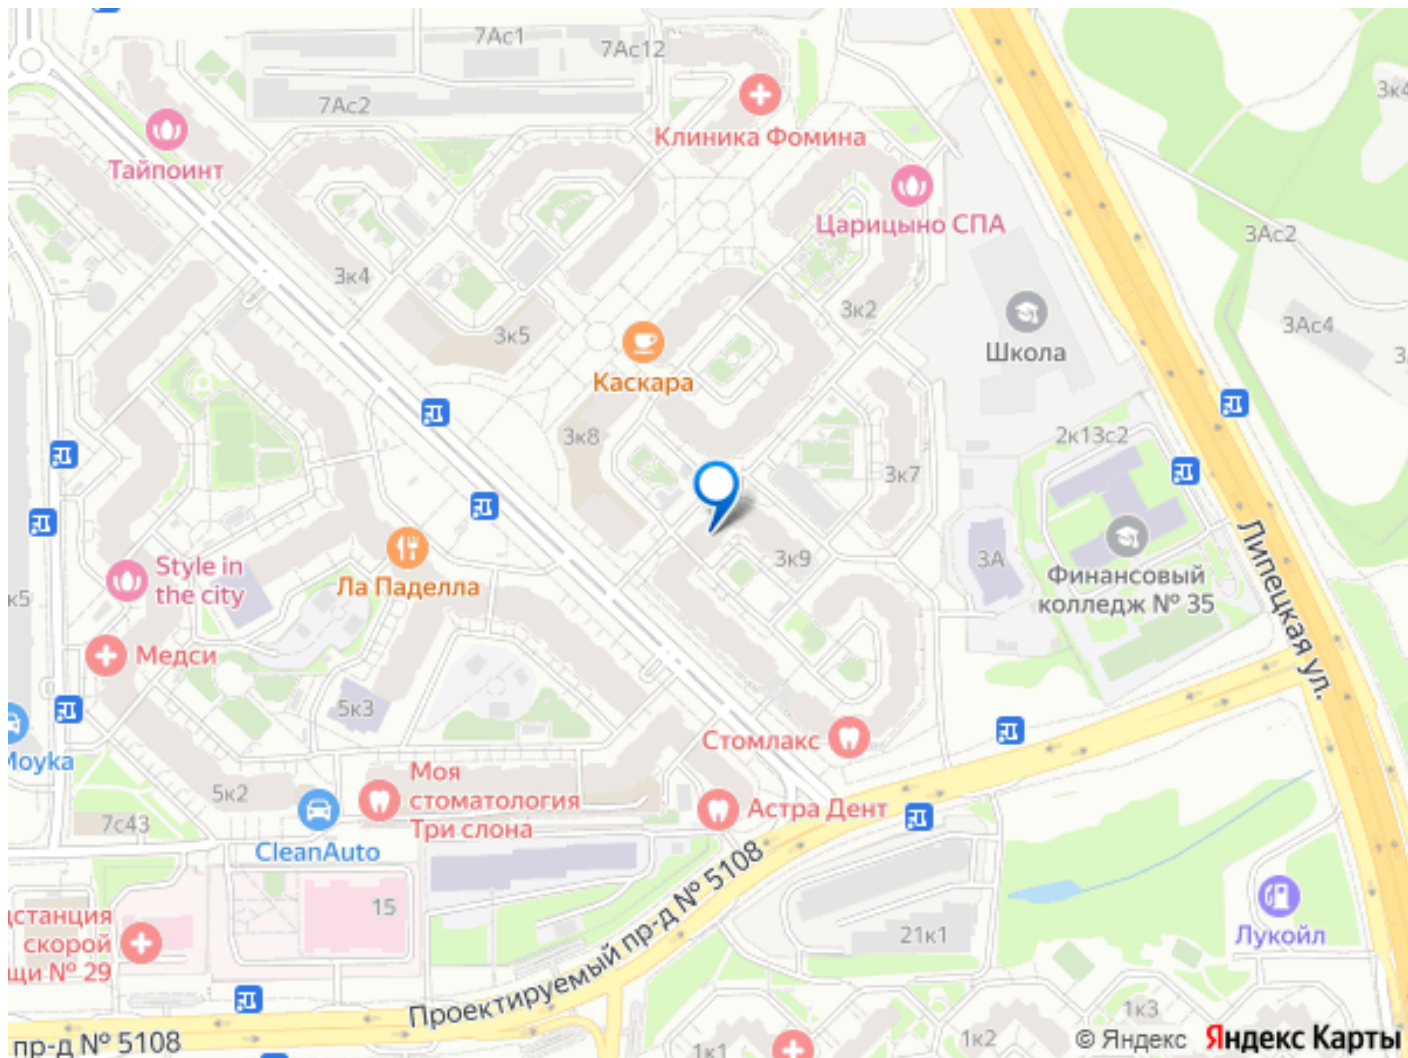 7Ас1
7Ас12
7Ас2
3к4
Клиника Фомина
Тайпоинт
Царицыно СПА
3Ас2
3к4
3к2
3Ас4
3к5
Школа
3
Каскара
3к8
2к13с2
3к7
Липецкая ул.
3к9
3А
Style in
the city
Ла Паделла
Финансовый
колледж № 35
к5
Медси
5к3
Стомлакс
Moyka
Моя
стоматология
Три слона
5к2
Астра Дент
7с43
CleanAuto
Проектируемый пр-д № 5108
15
дстанция
скорой
щи № 29
21к1
Лукойл
1к3
1к2
1к1
пр-д № 5108
© Яндекс Яндекс Карты